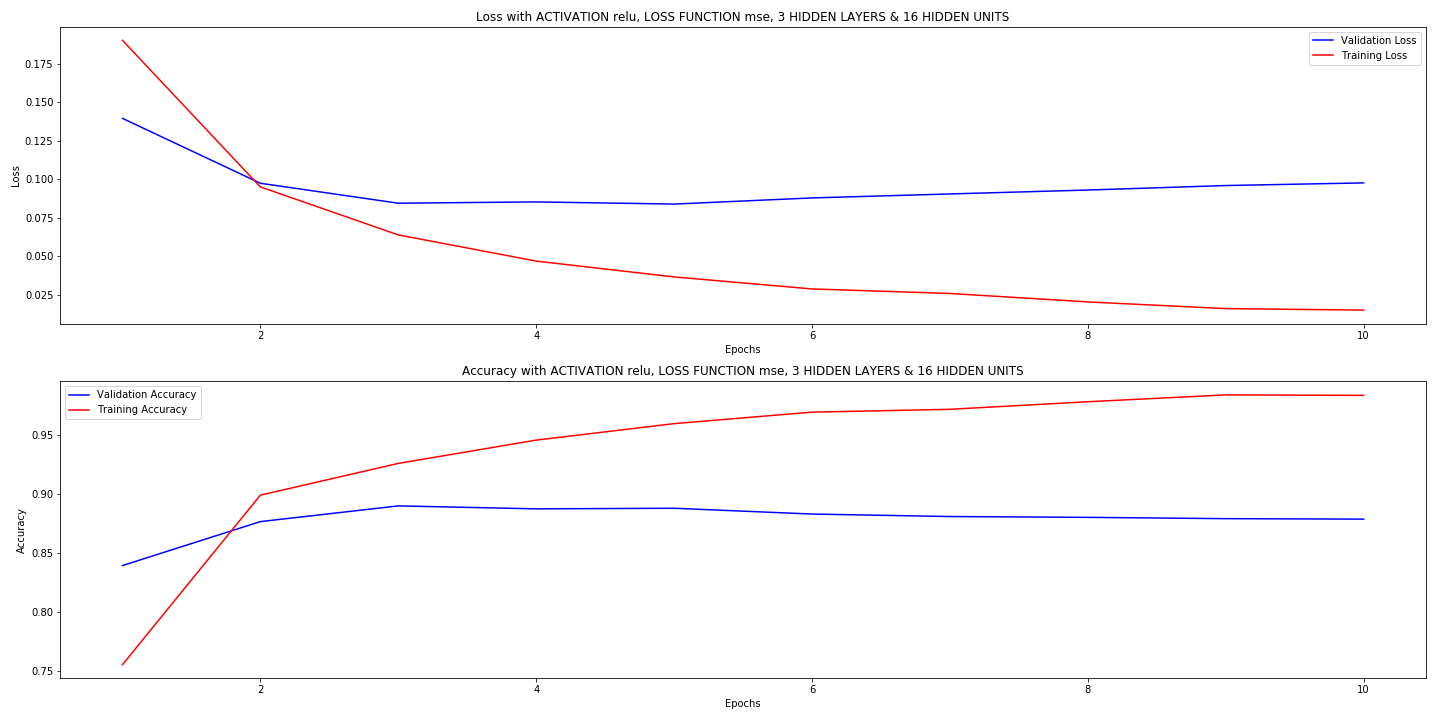 Loss with ACTIVATION relu, LOSS FUNCTION mse, 3 HIDDEN LAYERS & 16 HIDDEN UNITS
Validation Loss
Training Loss
0.175
0.150
0.125
0.100
0.075
0.050
0.025
Loss
2 4 6 8 10
Epochs
Accuracy with ACTIVATION relu, LOSS FUNCTION mse, 3 HIDDEN LAYERS & 16 HIDDEN UNITS
Validation Accuracy
Training Accuracy
0.95
0.90
0.85
0.80
0.75
Accuracy
2 4 6 8 10
Epochs